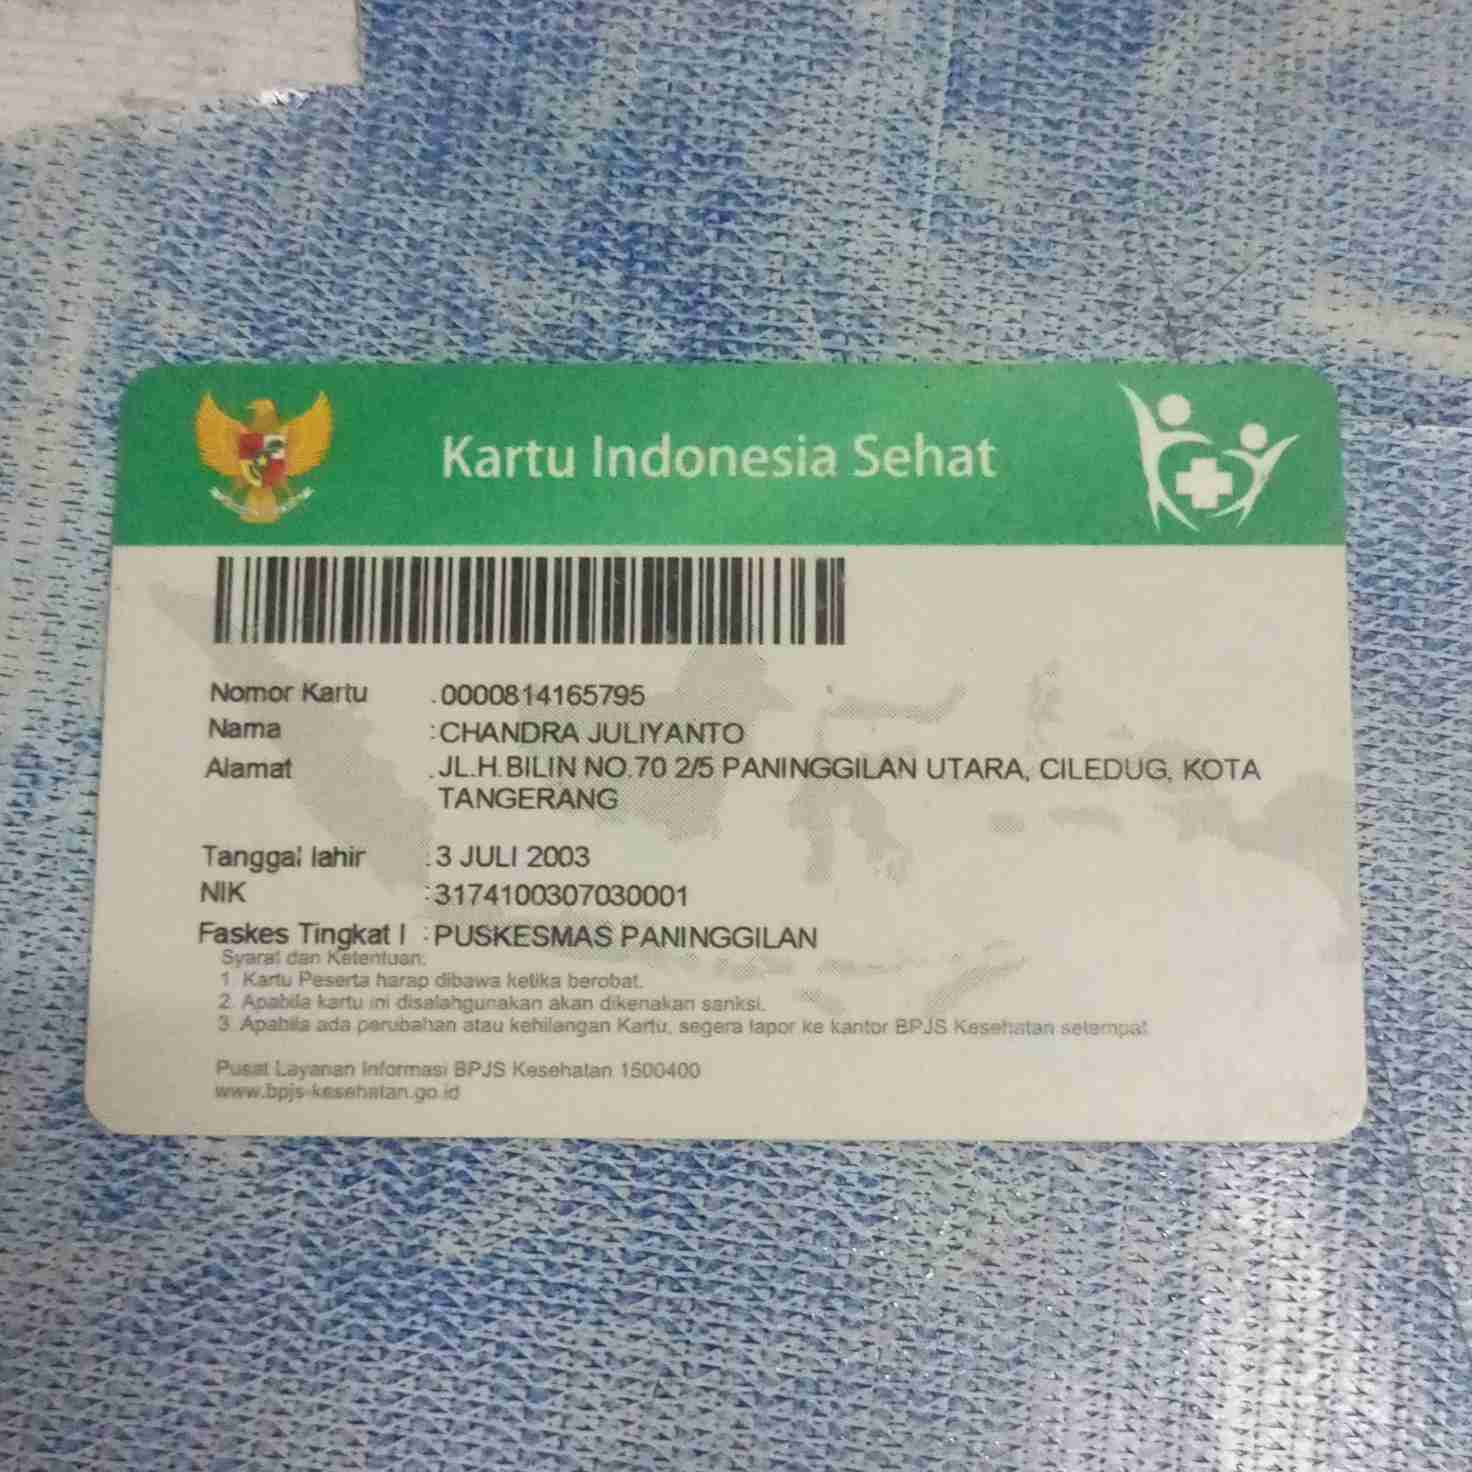 Kartu Indonesia Sehat
Nomor Kartu :0000814165795
Nama :CHANDRA JULIYANTO
Alamat :JL.H.BILIN NO.70 2/5 PANINGGILAN UTARA, CILEDUG, KOTA
TANGERANG
Tanggal lahir :3 JULI 2003
NIK :3174100307030001
Faskes Tingkat I :PUSKESMAS PANINGGILAN
Syarat dan Ketentuan:
1. Kartu Peserta harap dibawa ketika berobat.
2. Apabila kartu ini disalahgunakan akan dikenakan sanksi.
3. Apabila ada perubahan atau kehilangan Kartu, segera lapor ke kantor BPJS Kesehatan setempat
Pusat Layanan Informasi BPJS Kesehatan 1500400
www.bpjs-kesehatan.go.id